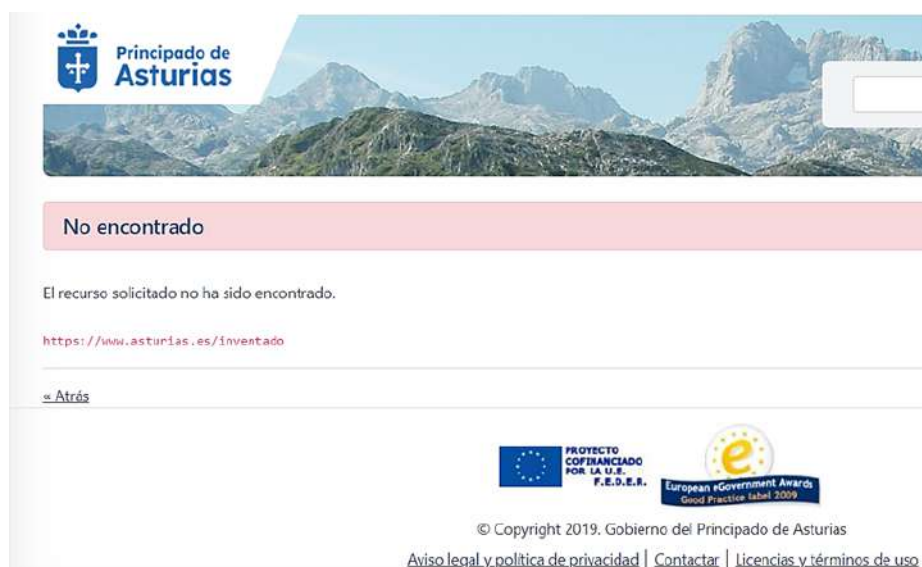 Principado de
Asturias
No encontrado
El recurso solicitado no ha sido encontrado.
https://www.asturias.es/inventado
« Atrás
PROYECTO
COFINANCIADO
POR LA U.E.
F.E.D.E.R.
e
European eGovernment Awards
Good Practice label 2009
© Copyright 2019. Gobierno del Principado de Asturias
Aviso legal y política de privacidad | Contactar | Licencias y términos de uso